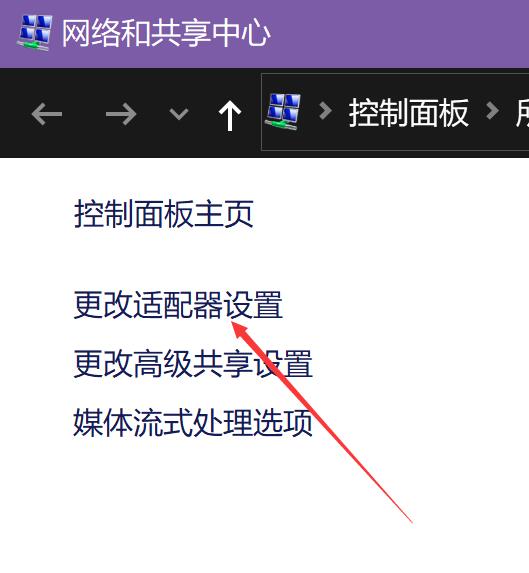 网络和共享中心
控制面板
控制面板主页
更改适配器设置
更改高级共享设置
媒体流式处理选项